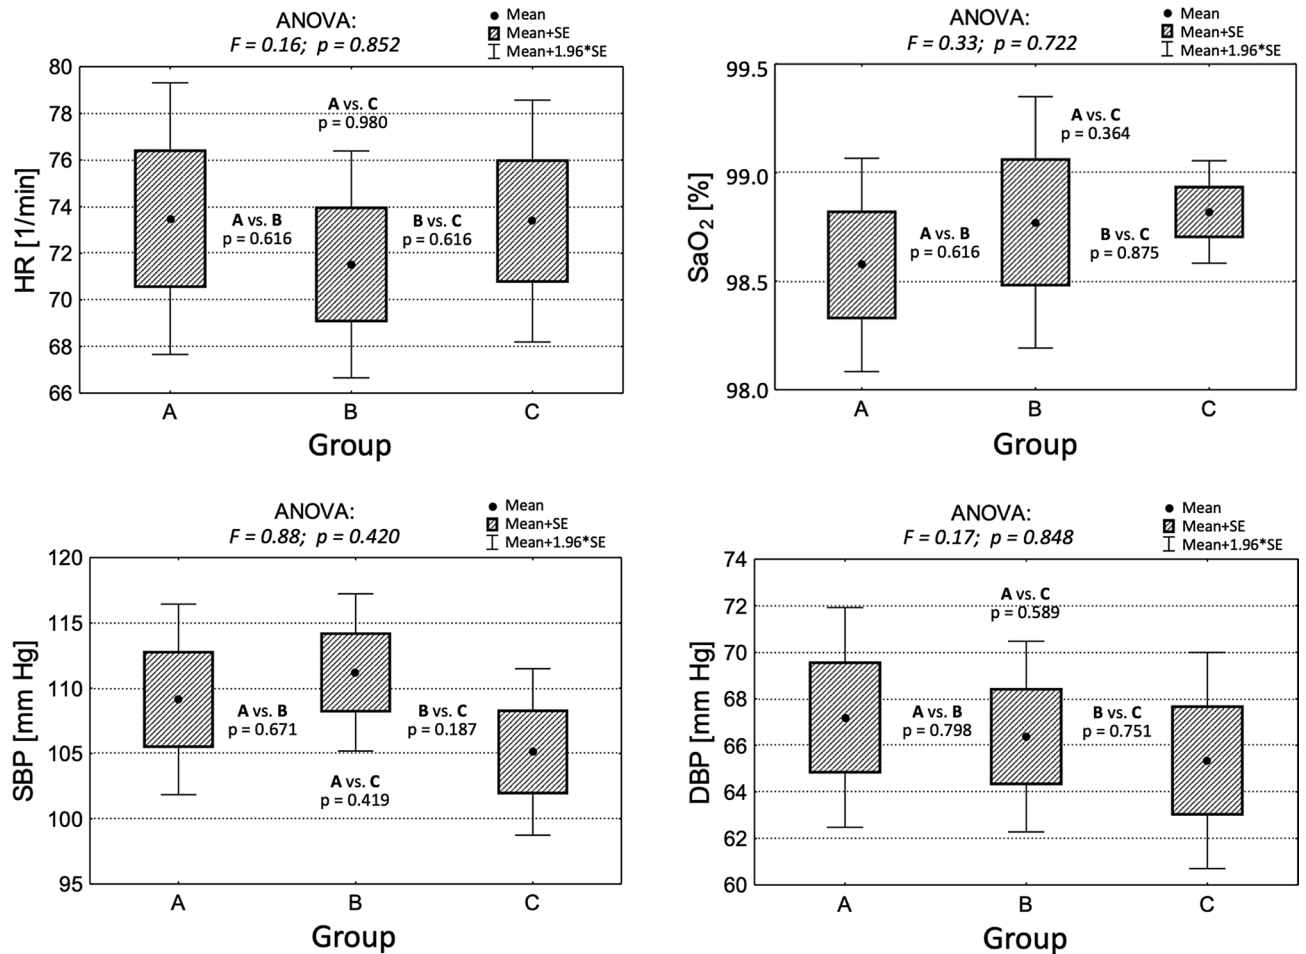 ANOVA:
F = 0.16; p = 0.852
Mean
Mean+SE
Mean+1.96*SE
80
78
76
74
72
70
68
66
HR [1/min]
A vs. C
p = 0.980
A vs. B
p = 0.616
B vs. C
p = 0.616
A
B
C
Group
ANOVA:
F = 0.33; p = 0.722
Mean
Mean+SE
Mean+1.96*SE
99.5
99.0
98.5
98.0
SaO2 [%]
A vs. C
p = 0.364
A vs. B
p = 0.616
B vs. C
p = 0.875
A
B
C
Group
ANOVA:
F = 0.88; p = 0.420
Mean
Mean+SE
Mean+1.96*SE
120
115
110
105
100
95
SBP [mm Hg]
A vs. B
p = 0.671
B vs. C
p = 0.187
A vs. C
p = 0.419
A
B
C
Group
ANOVA:
F = 0.17; p = 0.848
Mean
Mean+SE
Mean+1.96*SE
74
72
70
68
66
64
62
60
DBP [mm Hg]
A vs. C
p = 0.589
A vs. B
p = 0.798
B vs. C
p = 0.751
A
B
C
Group